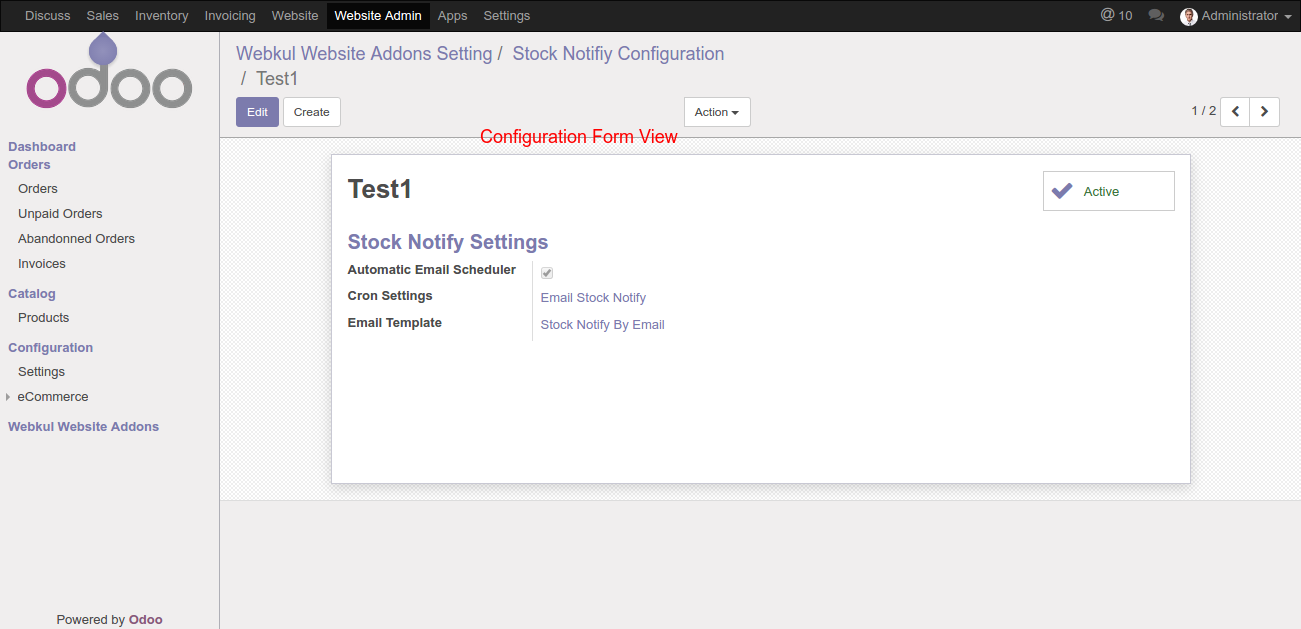 Discuss Sales Inventory Invoicing Website Website Admin Apps Settings @ 10 Administrator
odoo
Webkul Website Addons Setting / Stock Notifiy Configuration
/ Test1
Edit Create Action 1 / 2
Configuration Form View
Dashboard
Orders
Orders
Unpaid Orders
Abandonned Orders
Invoices
Catalog
Products
Configuration
Settings
eCommerce
Webkul Website Addons
Powered by Odoo
Test1
Active
Stock Notify Settings
Automatic Email Scheduler
Cron Settings Email Stock Notify
Email Template Stock Notify By Email